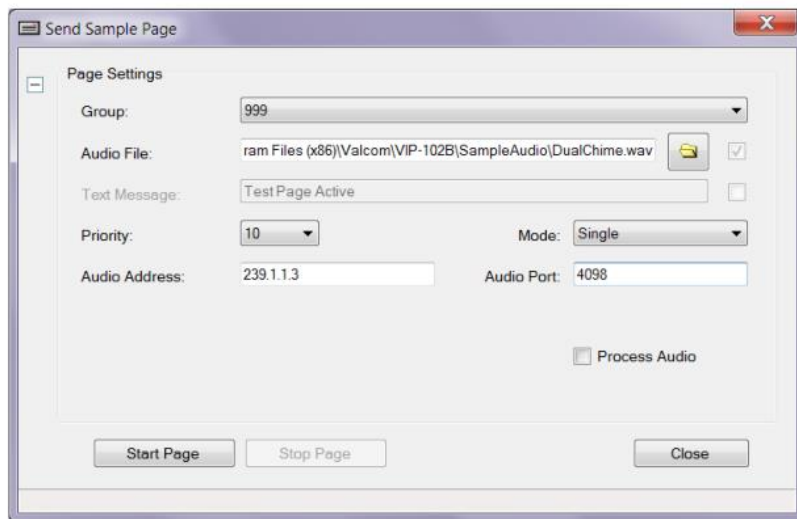 Send Sample Page
Page Settings
Group: 999
Audio File: ram Files (x86)\Valcom\VIP-102B\SampleAudio\DualChime.wav
Text Message: Test Page Active
Priority: 10 Mode: Single
Audio Address: 239.1.1.3 Audio Port: 4098
Process Audio
Start Page Stop Page Close